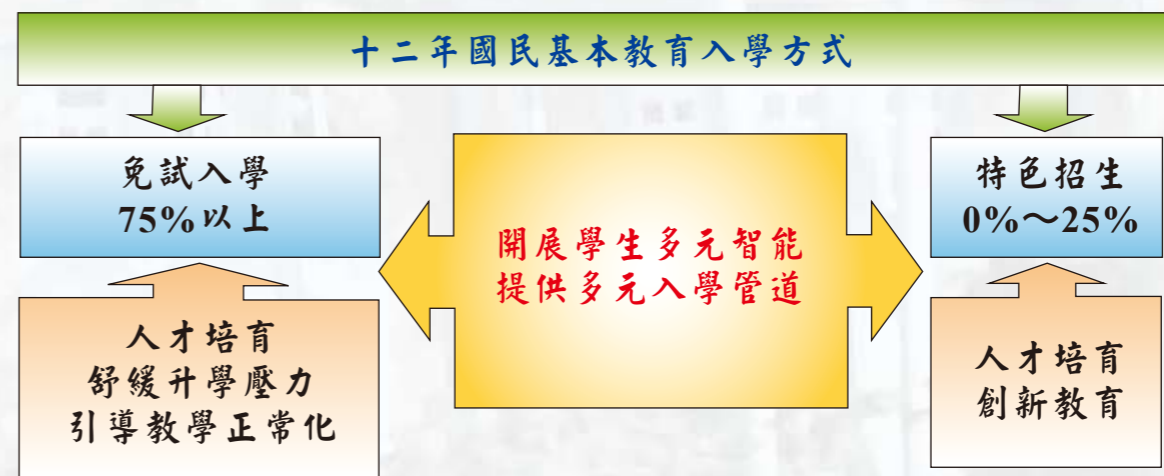 十二年國民基本教育入學方式
免試入學
75%以上
開展學生多元智能
提供多元入學管道
特色招生
0%～25%
人才培育
舒緩升學壓力
引導教學正常化
人才培育
創新教育